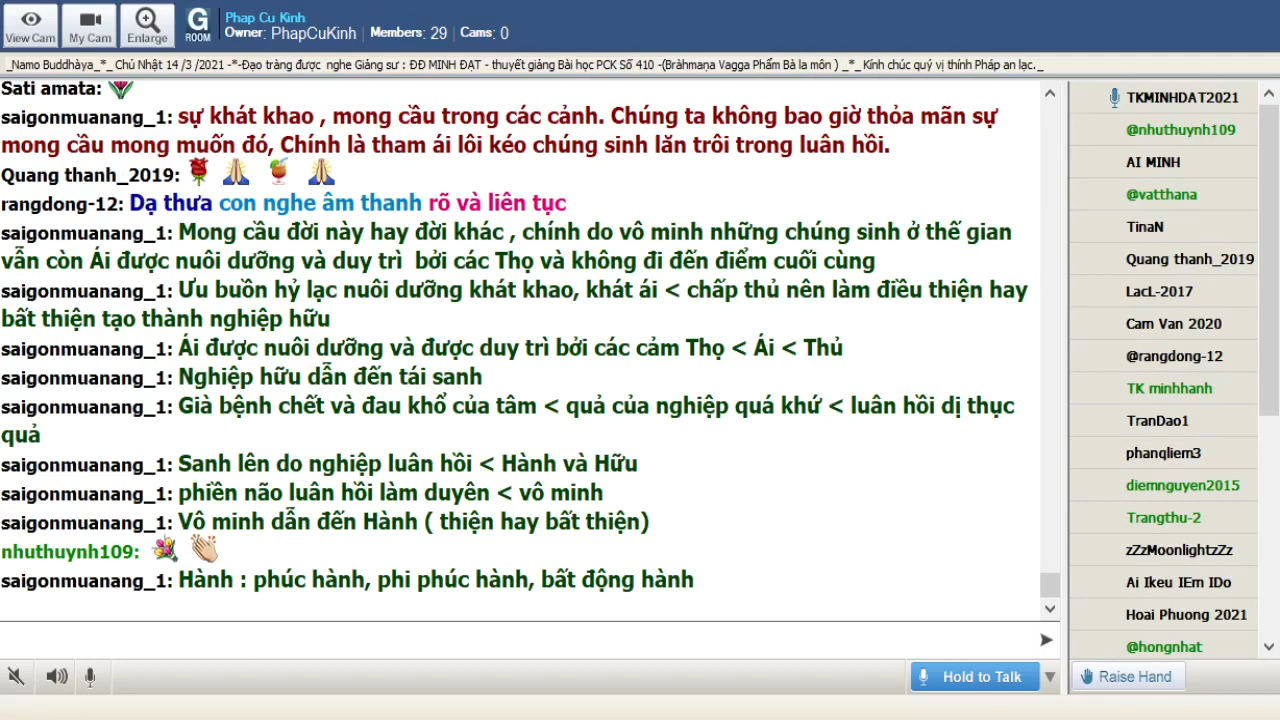 View Cam
My Cam
Enlarge
G
ROOM
Phap Cu Kinh
Owner: PhapCuKinh | Members: 29 | Cams: 0
_Namo Buddhàya_*_ Chủ Nhật 14 /3 /2021 -*-Đạo tràng được nghe Giảng sư : ĐĐ MINH ĐẠT - thuyết giảng Bài học PCK Số 410 -(Bràhmaṇa Vagga Phẩm Bà la môn ) _*_ Kính chúc quý vị thính Pháp an lạc._
Sati amata:
saigonmuanang_1: sự khát khao , mong cầu trong các cảnh. Chúng ta không bao giờ thỏa mãn sự
mong cầu mong muốn đó, Chính là tham ái lôi kéo chúng sinh lăn trôi trong luân hồi.
Quang thanh_2019:
rangdong-12: Dạ thưa con nghe âm thanh rõ và liên tục
saigonmuanang_1: Mong cầu đời này hay đời khác , chính do vô minh những chúng sinh ở thế gian
vẫn còn Ái được nuôi dưỡng và duy trì bởi các Thọ và không đi đến điểm cuối cùng
saigonmuanang_1: Ưu buồn hỷ lạc nuôi dưỡng khát khao, khát ái < chấp thủ nên làm điều thiện hay
bất thiện tạo thành nghiệp hữu
saigonmuanang_1: Ái được nuôi dưỡng và được duy trì bởi các cảm Thọ < Ái < Thủ
saigonmuanang_1: Nghiệp hữu dẫn đến tái sanh
saigonmuanang_1: Già bệnh chết và đau khổ của tâm < quả của nghiệp quá khứ < luân hồi dị thục
quả
saigonmuanang_1: Sanh lên do nghiệp luân hồi < Hành và Hữu
saigonmuanang_1: phiền não luân hồi làm duyên < vô minh
saigonmuanang_1: Vô minh dẫn đến Hành ( thiện hay bất thiện)
nhuthuynh109:
saigonmuanang_1: Hành : phúc hành, phi phúc hành, bất động hành
Hold to Talk
TKMINHDAT2021
@nhuthuynh109
AI MINH
@vatthana
TinaN
Quang thanh_2019
LacL-2017
Cam Van 2020
@rangdong-12
TK minhhanh
TranDao1
phanqliem3
diemnguyen2015
Trangthu-2
zZzMoonlightzZz
Ai Ikeu IEm IDo
Hoai Phuong 2021
@hongnhat
Raise Hand